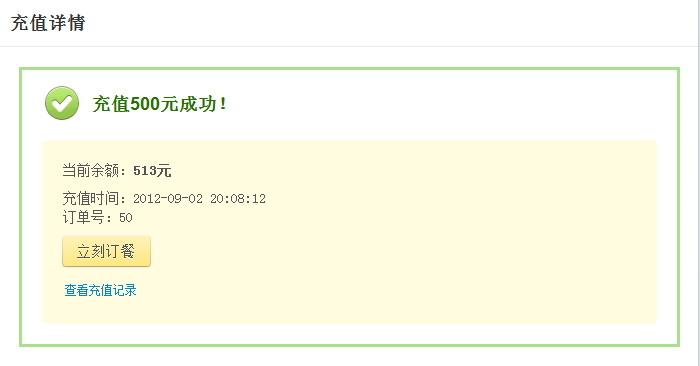 充值详情
充值500元成功！
当前余额：513元
充值时间：2012-09-02 20:08:12
订单号：50
立刻订餐
查看充值记录